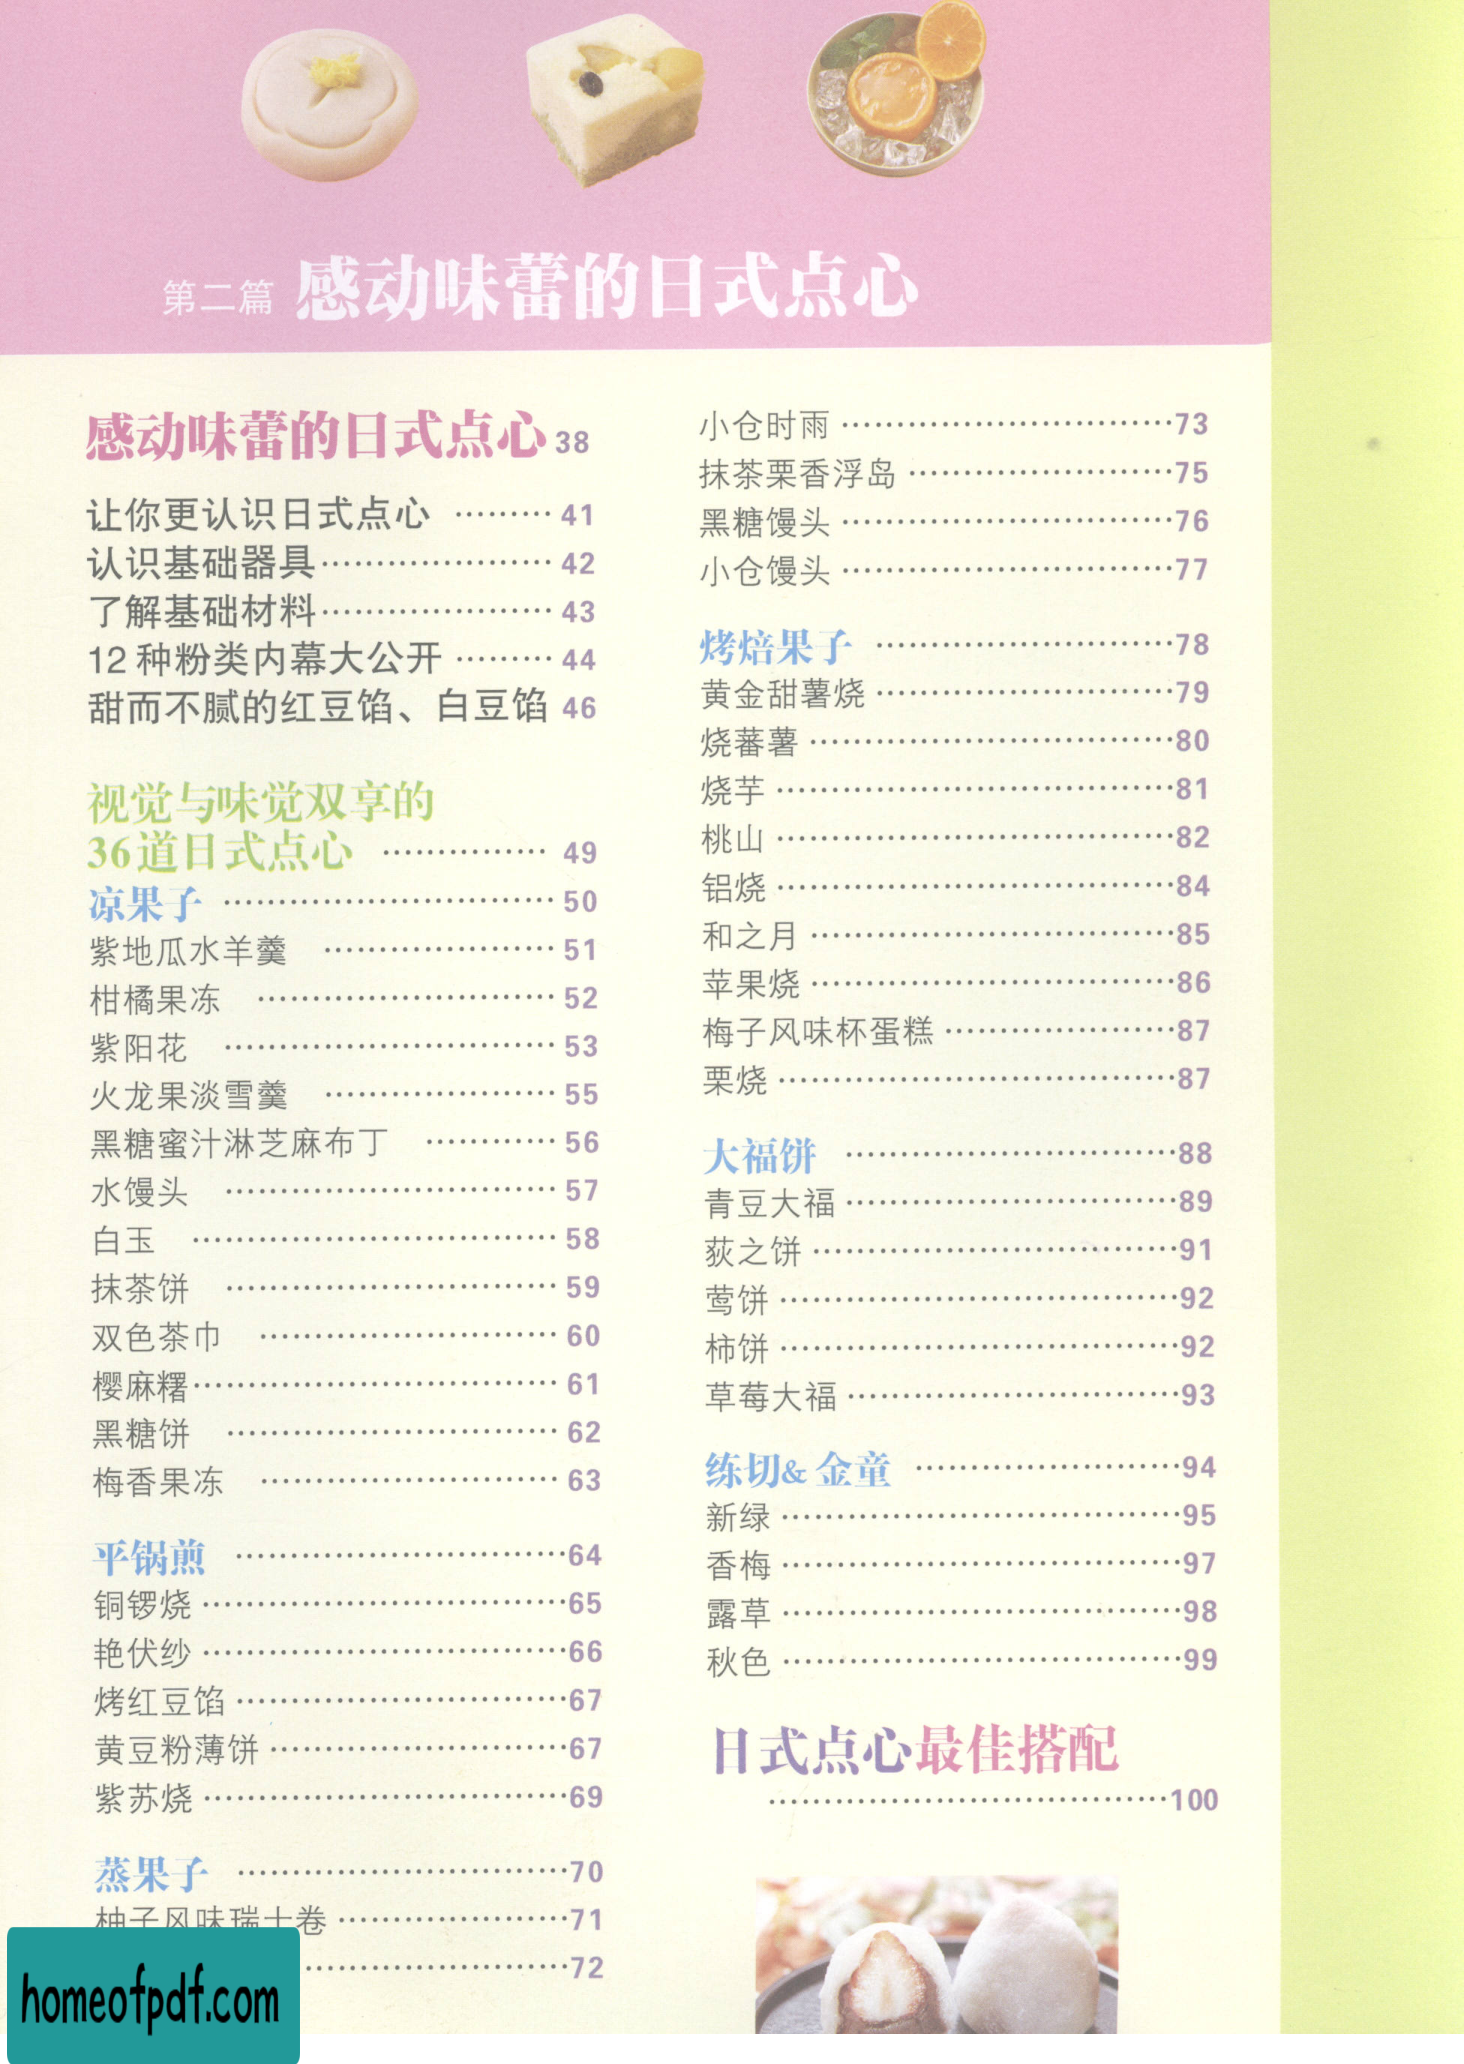 第二篇 感动味蕾的日式点心
感动味蕾的日式点心 38
让你更认识日式点心 ········· 41
认识基础器具····················· 42
了解基础材料····················· 43
12种粉类内幕大公开 ········· 44
甜而不腻的红豆馅、白豆馅 46
视觉与味觉双享的
36道日式点心 ··············· 49
凉果子 ······························ 50
紫地瓜水羊羹 ····················· 51
柑橘果冻 ··························· 52
紫阳花 ······························ 53
火龙果淡雪羹 ····················· 55
黑糖蜜汁淋芝麻布丁 ············ 56
水馒头 ······························ 57
白玉 ································· 58
抹茶饼 ······························ 59
双色茶巾 ··························· 60
樱麻糬································· 61
黑糖饼 ······························ 62
梅香果冻 ··························· 63
平锅煎 ······························64
铜锣烧 ·································65
艳伏纱 ·································66
烤红豆馅 ······························67
黄豆粉薄饼 ···························67
紫苏烧 ·································69
蒸果子 ······························70
柚子风味瑞士卷 ·····················71
························72
小仓时雨 ······························73
抹茶栗香浮岛 ························75
黑糖馒头 ······························76
小仓馒头 ······························77
烤焙果子 ···························78
黄金甜薯烧 ···························79
烧蕃薯 ·································80
烧芋 ····································81
桃山 ····································82
铝烧 ····································84
和之月 ·································85
苹果烧 ·································86
梅子风味杯蛋糕 ·····················87
栗烧 ····································87
大福饼 ······························88
青豆大福 ······························89
荻之饼 ·································91
莺饼 ····································92
柿饼 ····································92
草莓大福 ······························93
练切&金童 ························94
新绿 ····································95
香梅 ····································97
露草 ····································98
秋色 ····································99
日式点心最佳搭配
····································100
homeofpdf.com